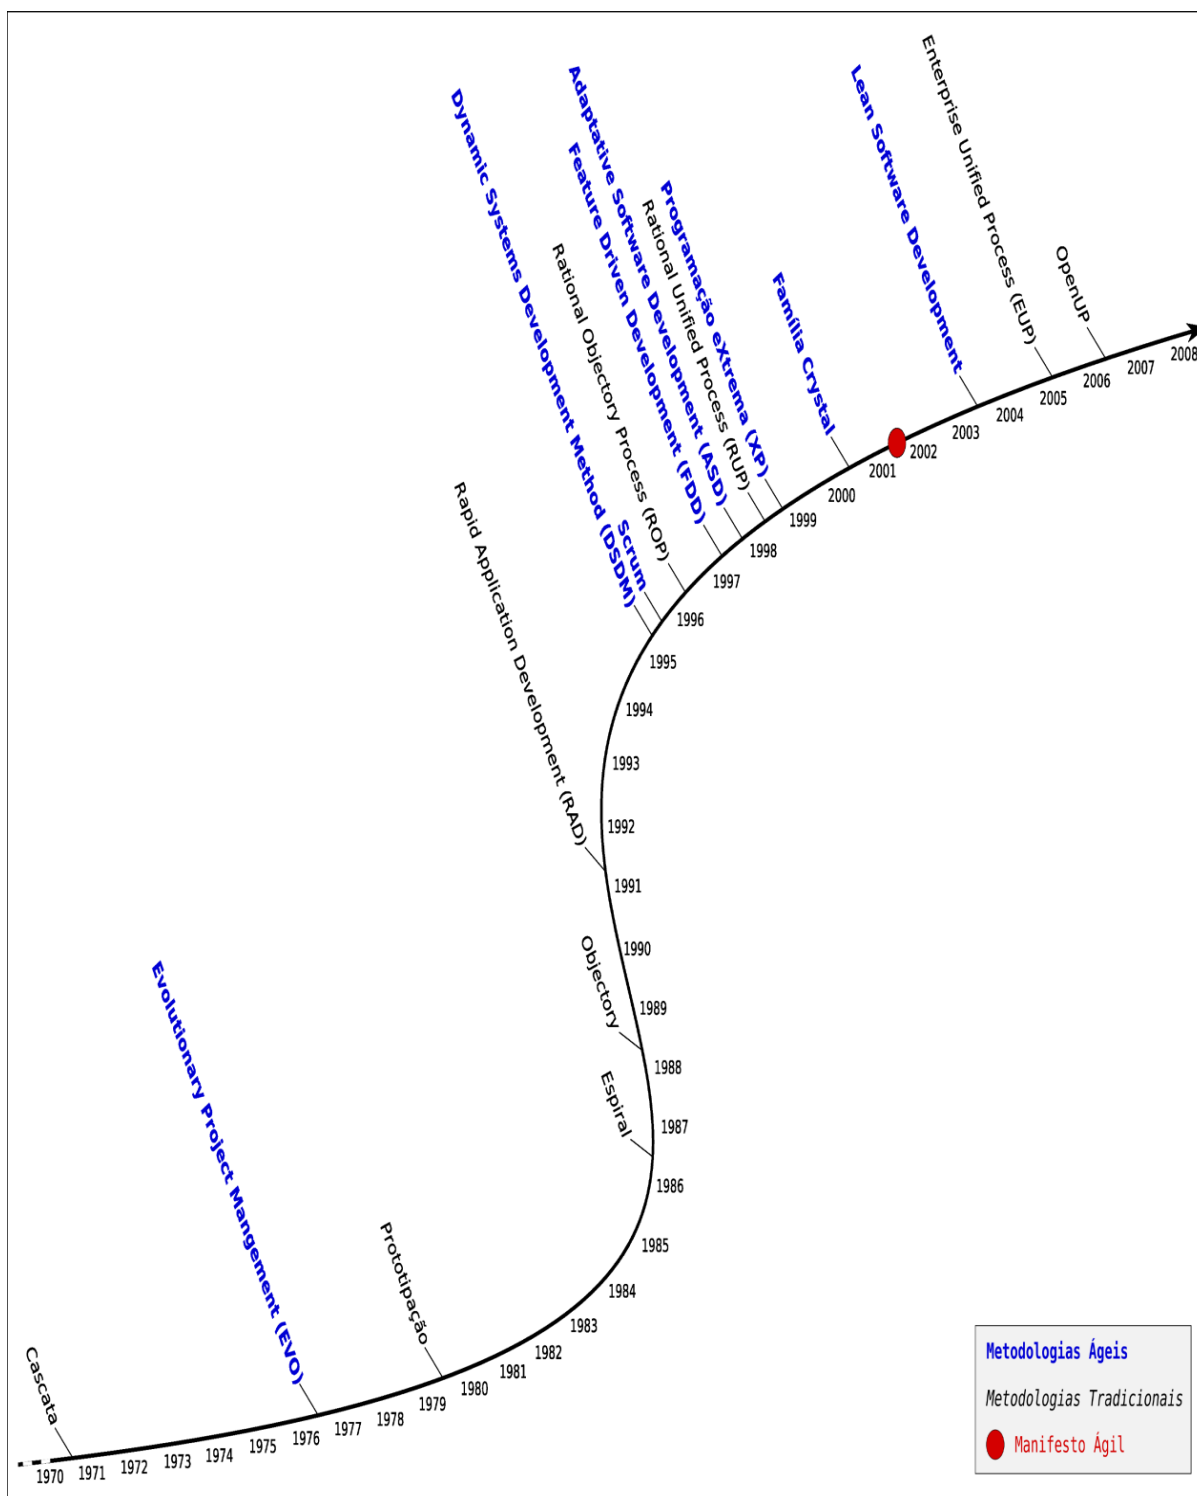 Cascata
Evolutionary Project Mangement (EVO)
Prototipação
Espiral
Objectory
Rapid Application Development (RAD)
Dynamic Systems Development Method (DSDM)
Scrum
Rational Objectory Process (ROP)
Feature Driven Development (FDD)
Adaptative Software Development (ASD)
Rational Unified Process (RUP)
Programação eXtrema (XP)
Família Crystal
Lean Software Development
Enterprise Unified Process (EUP)
OpenUP
1970
1971
1972
1973
1974
1975
1976
1977
1978
1979
1980
1981
1982
1983
1984
1985
1986
1987
1988
1989
1990
1991
1992
1993
1994
1995
1996
1997
1998
1999
2000
2001
2002
2003
2004
2005
2006
2007
2008
Metodologias Ágeis
Metodologias Tradicionais
Manifesto Ágil